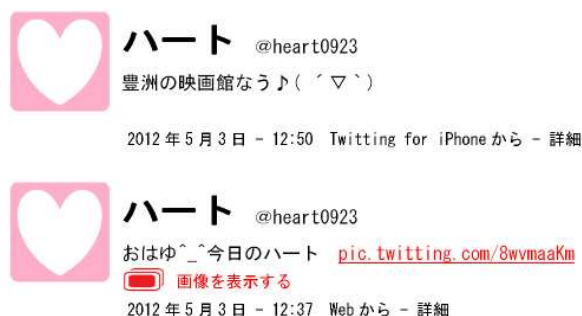 ハート @heart0923
豊洲の映画館なう♪( ´▽`)
2012年5月3日 - 12:50 Twitting for iPhoneから - 詳細
ハート @heart0923
おはゆ^_^今日のハート pic.twitting.com/8wvmaaKm
画像を表示する
2012年5月3日 - 12:37 Webから - 詳細